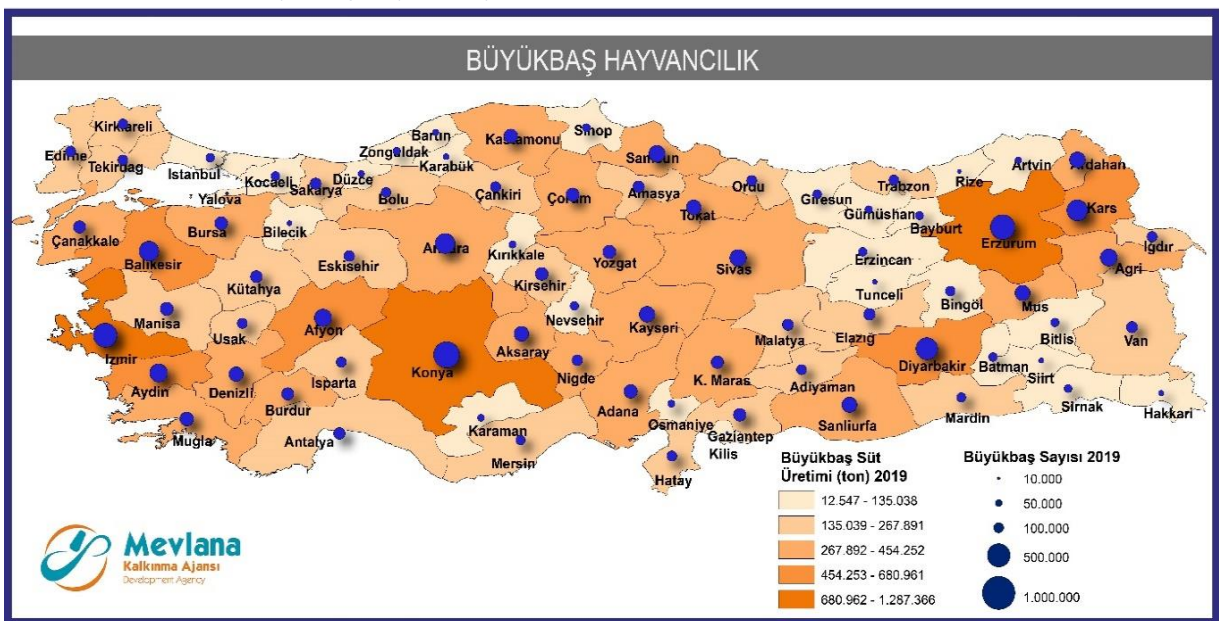 BÜYÜKBAŞ HAYVANCILIK
Kirklareli
Edirne
Tekirdag
Istanbul
Yalova
Kocaeli
Sakarya
Düzce
Zonguldak
Bartın
Karabük
Kastamonu
Sinop
Samsun
Bolu
Çankiri
Çorum
Amasya
Ordu
Tokat
Giresun
Trabzon
Gümüshane
Rize
Artvin
Ardahan
Bayburt
Erzurum
Kars
Igdır
Agri
Çanakkale
Balıkesir
Bursa
Bilecik
Eskisehir
Kütahya
Ankara
Kırıkkale
Kirsehir
Yozgat
Sivas
Erzincan
Tunceli
Bingöl
Mus
Bitlis
Van
Manisa
Usak
Afyon
Izmir
Aydin
Denizli
Isparta
Burdur
Mugla
Antalya
Konya
Aksaray
Nevsehir
Nigde
Kayseri
Karaman
Mersin
Adana
K. Maras
Osmaniye
Hatay
Gaziantep
Kilis
Malatya
Adiyaman
Elazıg
Diyarbakir
Sanliurfa
Mardin
Batman
Siirt
Sirnak
Hakkari
Büyükbaş Süt
Üretimi (ton) 2019
12.547 - 135.038
135.039 - 267.891
267.892 - 454.252
454.253 - 680.961
680.962 - 1.287.366
Büyükbaş Sayısı 2019
10.000
50.000
100.000
500.000
1.000.000
Mevlana
Kalkınma Ajansı
Development Agency